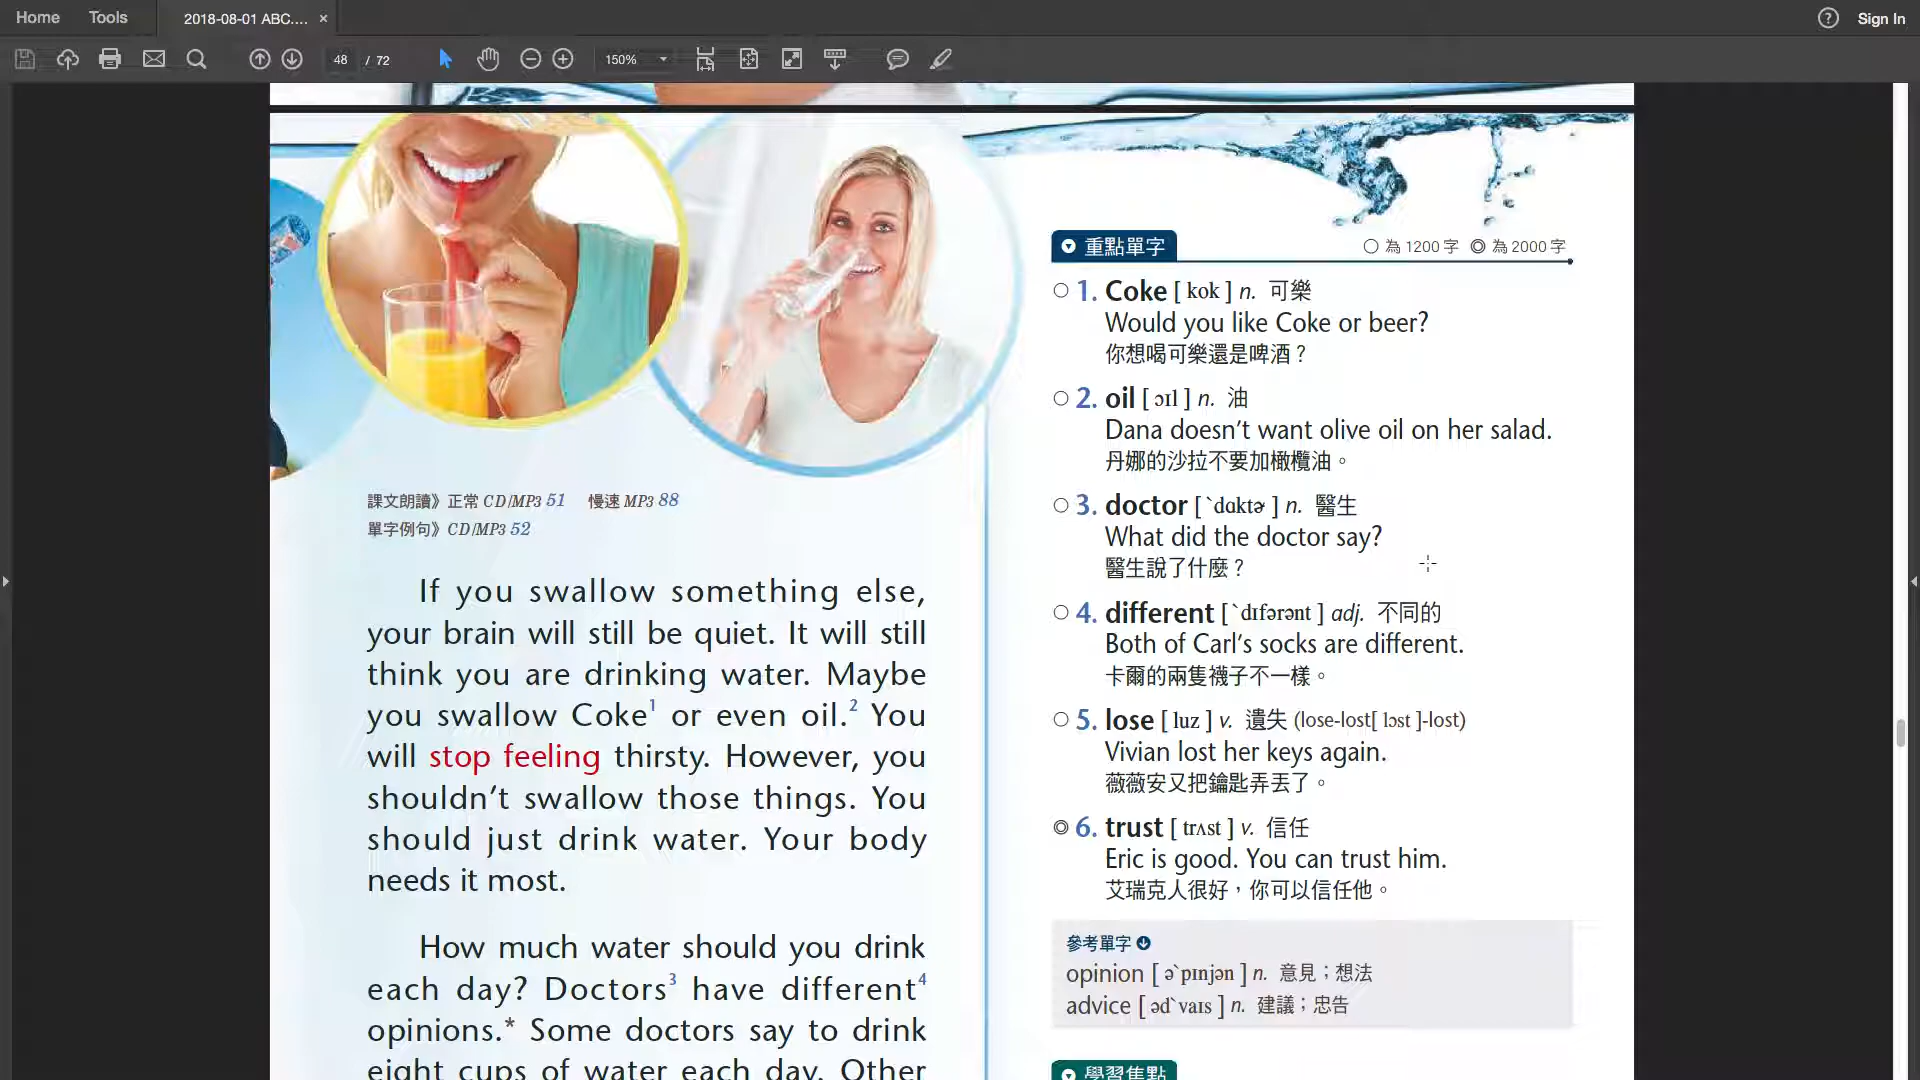 Home Tools 2018-08-01 ABC.... × Sign In
48 / 72 150%
課文朗讀》正常 CD/MP3 51 慢速 MP3 88
單字例句》CD/MP3 52
If you swallow something else,
your brain will still be quiet. It will still
think you are drinking water. Maybe
you swallow Coke¹ or even oil.² You
will stop feeling thirsty. However, you
shouldn't swallow those things. You
should just drink water. Your body
needs it most.
How much water should you drink
each day? Doctors³ have different⁴
opinions.* Some doctors say to drink
eight cups of water each day. Other
重點單字 ○ 為 1200 字 ◎ 為 2000 字
○ 1. Coke [ kok ] n. 可樂
Would you like Coke or beer?
你想喝可樂還是啤酒？
○ 2. oil [ ɔɪl ] n. 油
Dana doesn't want olive oil on her salad.
丹娜的沙拉不要加橄欖油。
○ 3. doctor [ ˋdɑktɚ ] n. 醫生
What did the doctor say?
醫生說了什麼？
○ 4. different [ ˋdɪfərənt ] adj. 不同的
Both of Carl's socks are different.
卡爾的兩隻襪子不一樣。
○ 5. lose [ luz ] v. 遺失 (lose-lost[ lɔst ]-lost)
Vivian lost her keys again.
薇薇安又把鑰匙弄丟了。
◎ 6. trust [ trʌst ] v. 信任
Eric is good. You can trust him.
艾瑞克人很好，你可以信任他。
參考單字
opinion [ əˋpɪnjən ] n. 意見；想法
advice [ ədˋvaɪs ] n. 建議；忠告
學習焦點